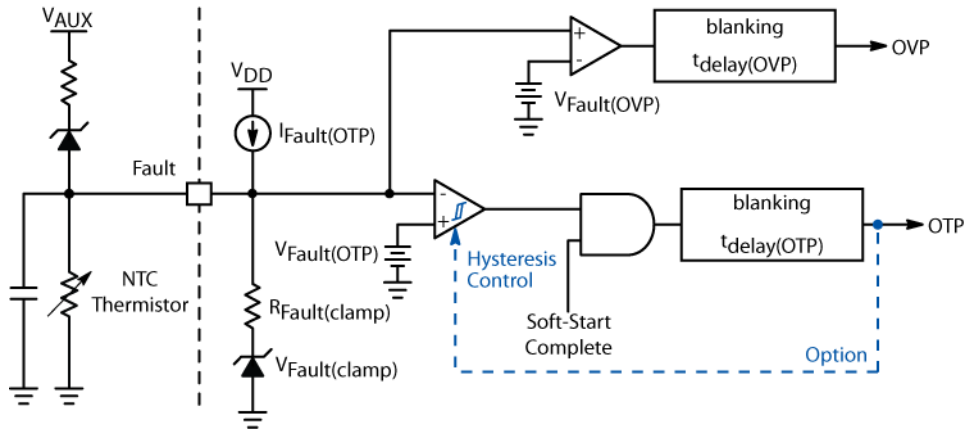 VAUX
VDD
IFault(OTP)
Fault
+
-
VFault(OVP)
blanking
tdelay(OVP)
OVP
-
+
VFault(OTP)
Hysteresis
Control
NTC
Thermistor
RFault(clamp)
VFault(clamp)
Soft-Start
Complete
blanking
tdelay(OTP)
OTP
Option